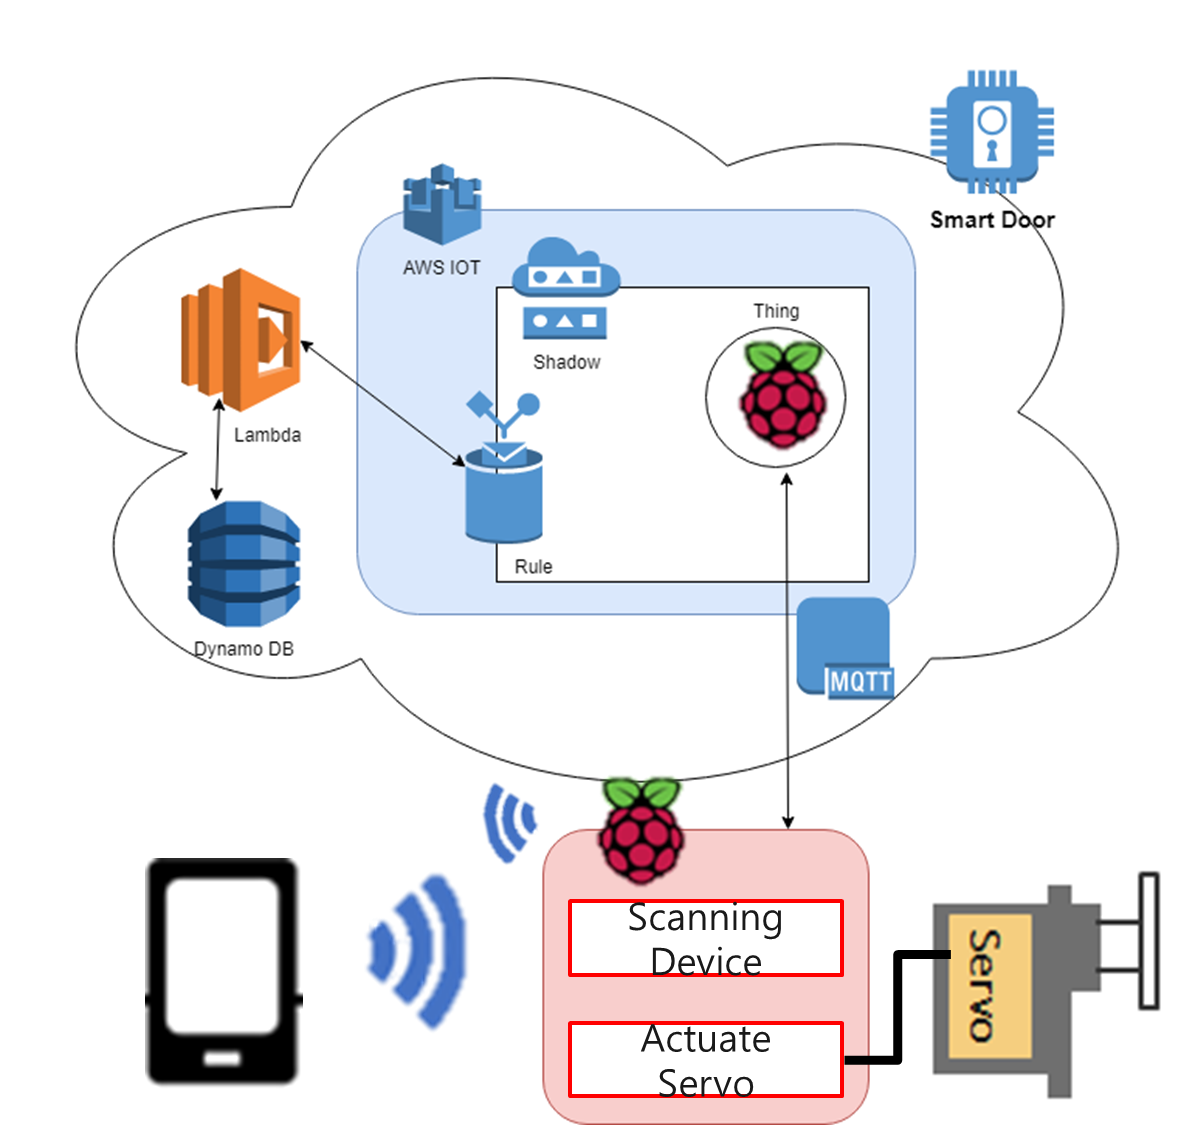 Smart Door
AWS IOT
Thing
Shadow
Lambda
Rule
Dynamo DB
MQTT
Scanning
Device
Servo
Actuate
Servo